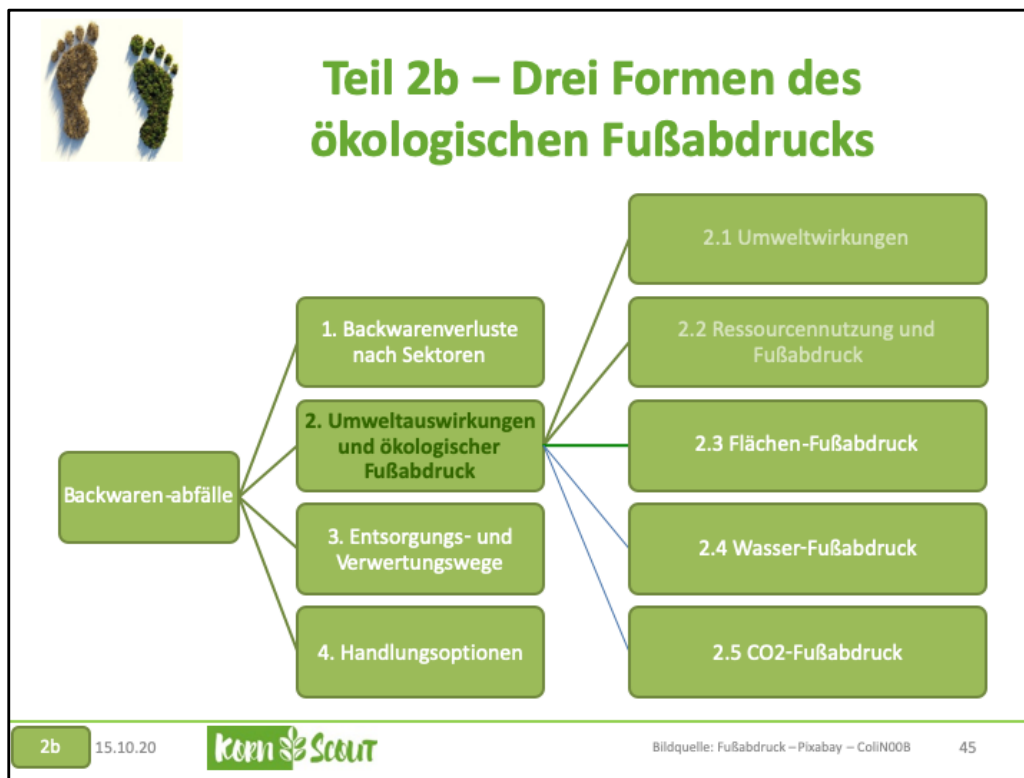 Teil 2b – Drei Formen des
ökologischen Fußabdrucks
Backwaren-abfälle
1. Backwarenverluste
nach Sektoren
2. Umweltauswirkungen
und ökologischer
Fußabdruck
3. Entsorgungs- und
Verwertungswege
4. Handlungsoptionen
2.1 Umweltwirkungen
2.2 Ressourcennutzung und
Fußabdruck
2.3 Flächen-Fußabdruck
2.4 Wasser-Fußabdruck
2.5 CO2-Fußabdruck
2b
15.10.20
KORN SCOUT
Bildquelle: Fußabdruck – Pixabay – ColiN00B
45